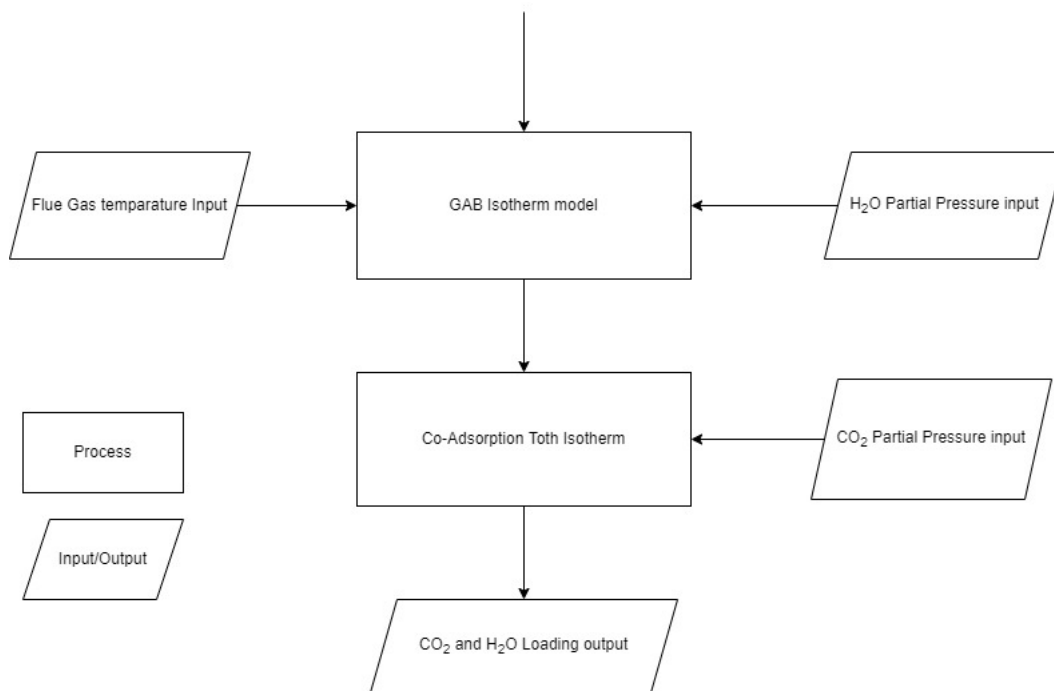 Flue Gas temparature Input
GAB Isotherm model
H₂O Partial Pressure input
Co-Adsorption Toth Isotherm
CO₂ Partial Pressure input
Process
Input/Output
CO₂ and H₂O Loading output